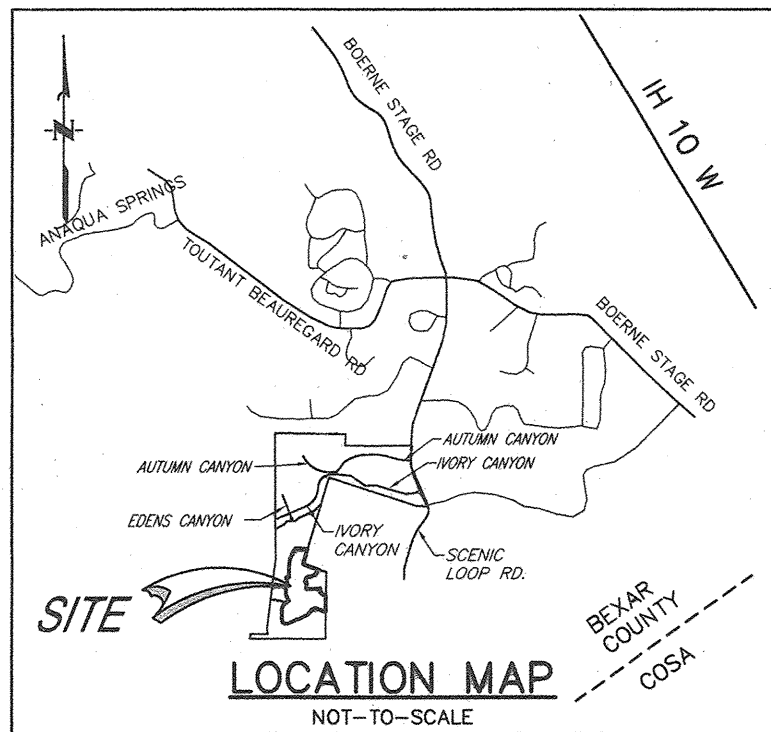 BOERNE STAGE RD
IH 10 W
N
ANAQUA SPRINGS
TOUTANT BEAUREGARD RD
BOERNE STAGE RD
AUTUMN CANYON
AUTUMN CANYON
IVORY CANYON
EDENS CANYON
IVORY
CANYON
SCENIC
LOOP RD.
SITE
BEXAR
COUNTY
COSA
LOCATION MAP
NOT-TO-SCALE